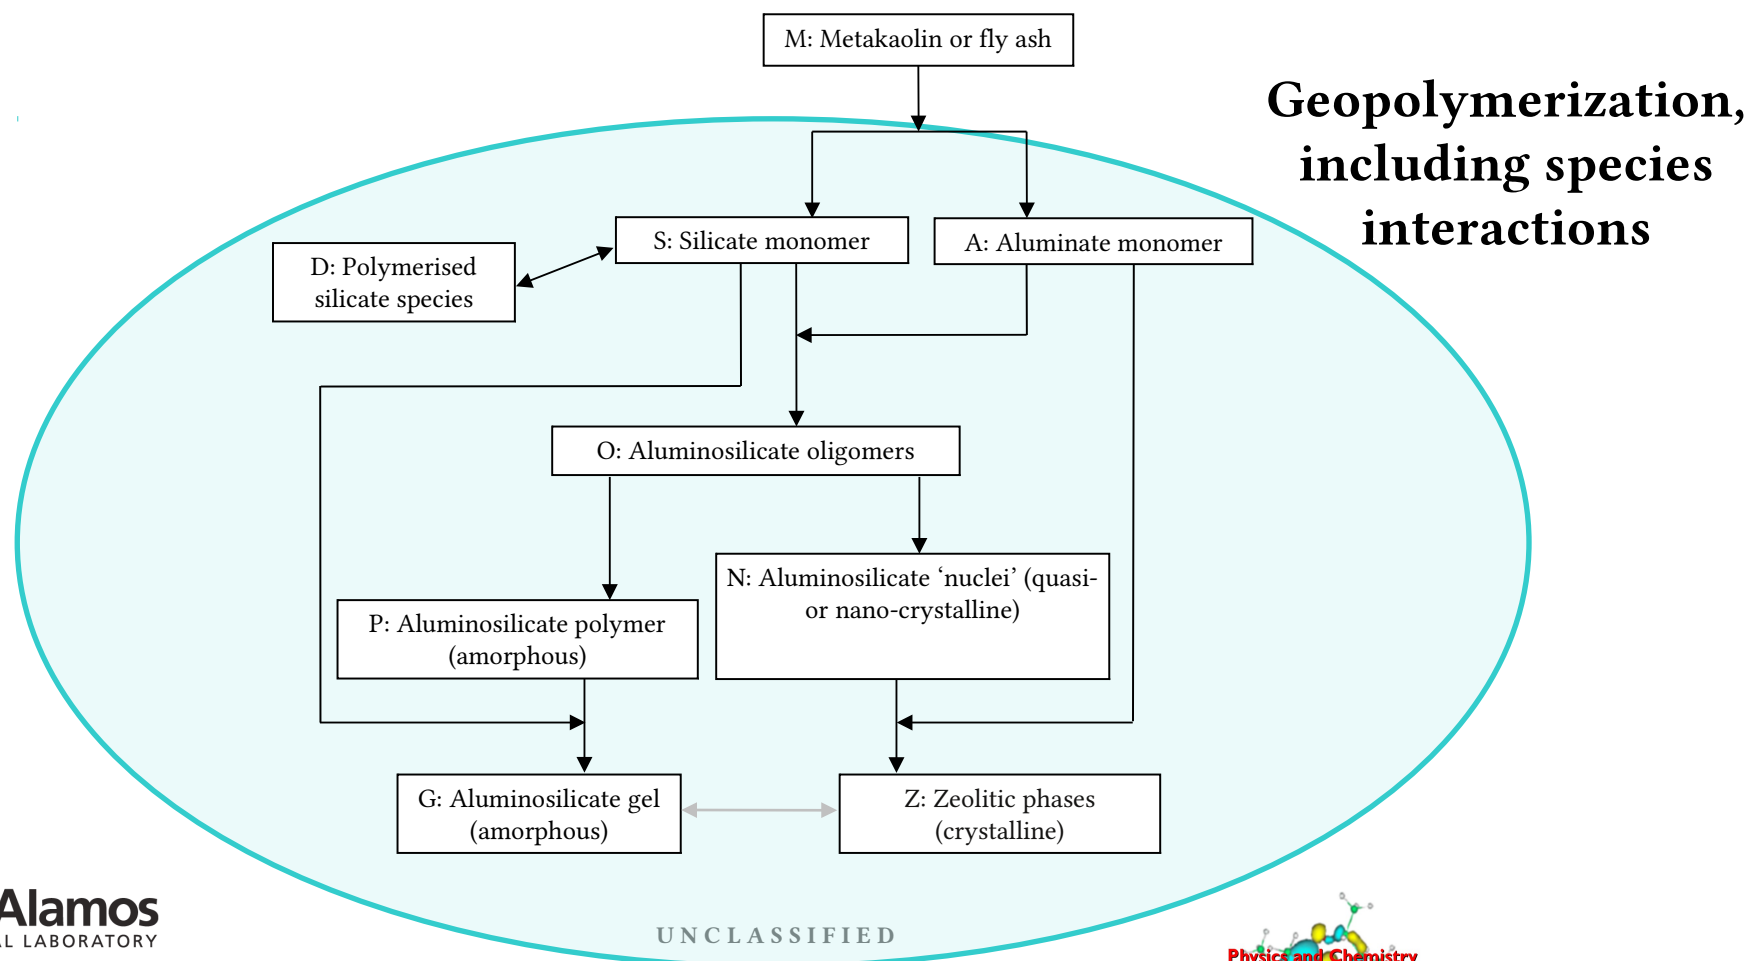 M: Metakaolin or fly ash
Geopolymerization,
including species
interactions
S: Silicate monomer
A: Aluminate monomer
D: Polymerised
silicate species
O: Aluminosilicate oligomers
N: Aluminosilicate ‘nuclei’ (quasi-
or nano-crystalline)
P: Aluminosilicate polymer
(amorphous)
G: Aluminosilicate gel
(amorphous)
Z: Zeolitic phases
(crystalline)
Alamos
AL LABORATORY
UNCLASSIFIED
Physics and Chemistry